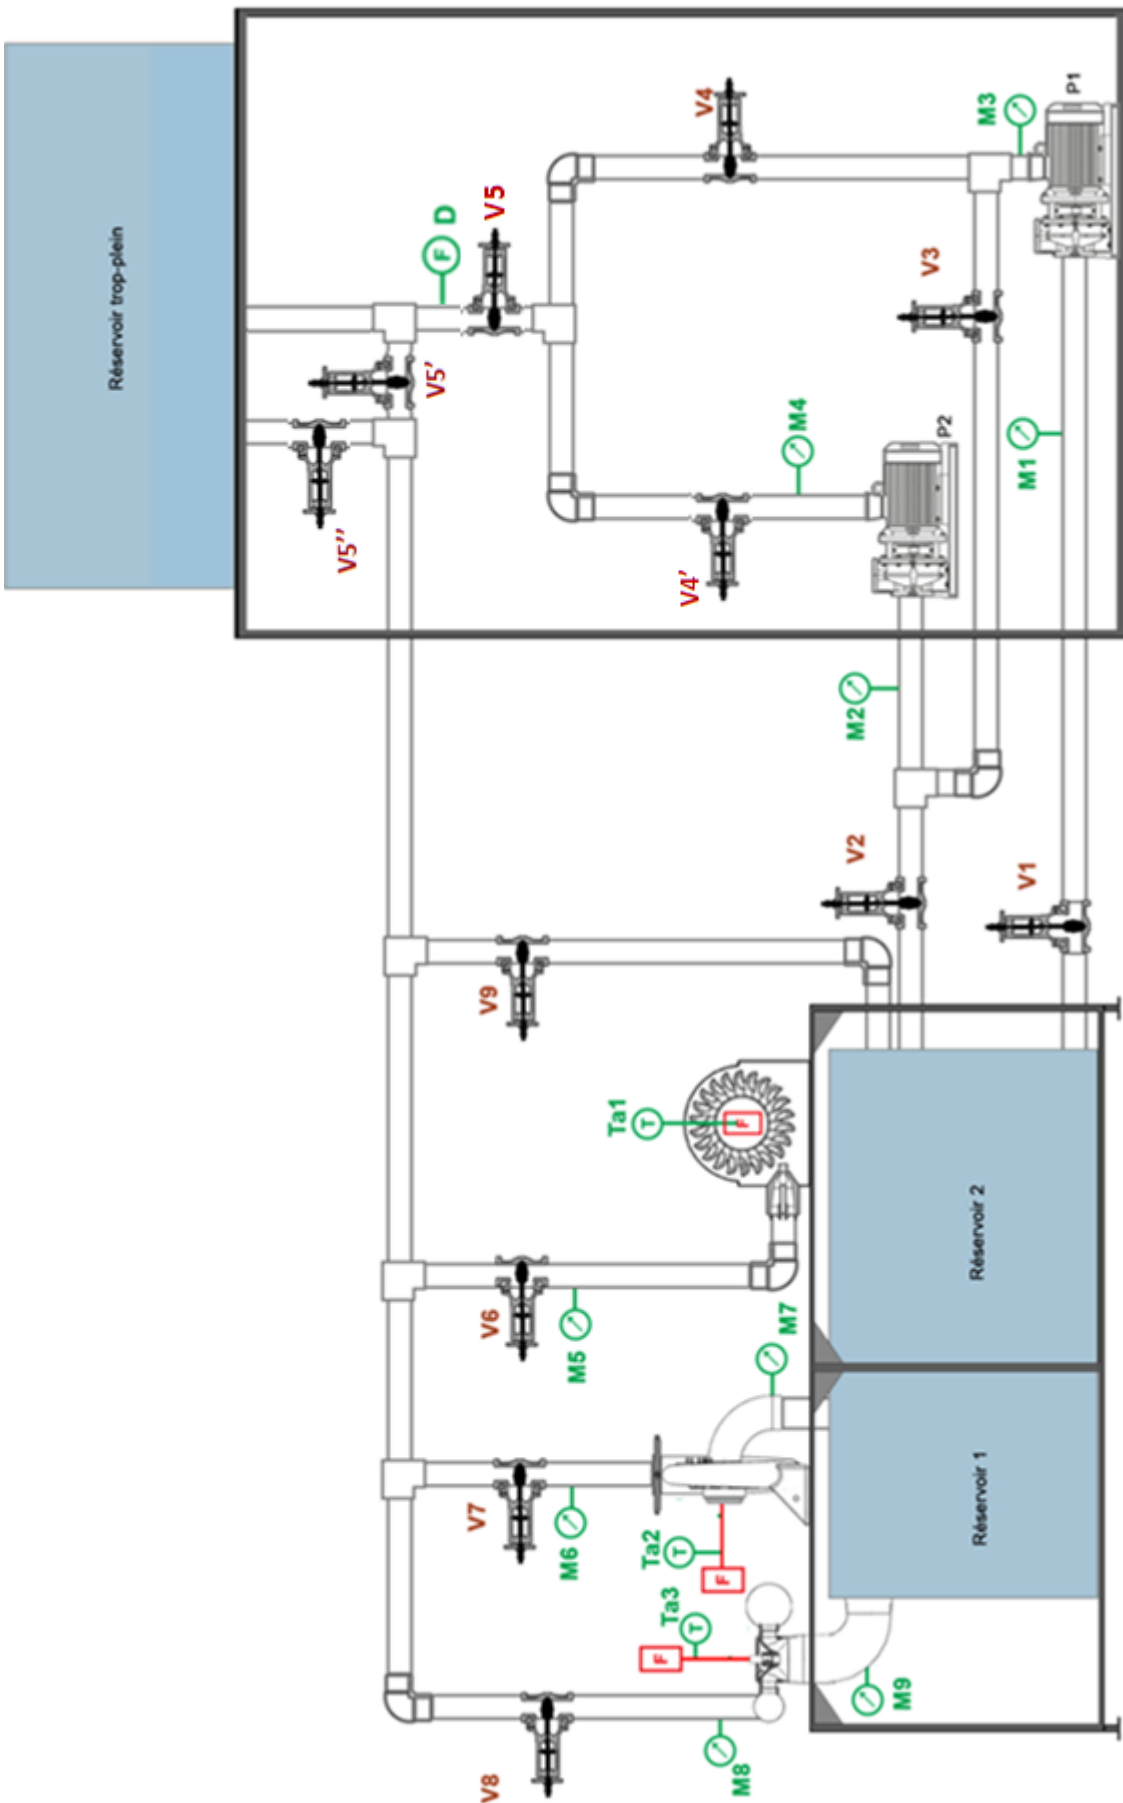 Réservoir trop-plein
V4
M3
P1
V5
F
D
V3
V5'
M4
P2
M1
V5''
V4'
M2
V2
V1
V9
Ta1
T
F
Réservoir 2
V6
M5
M7
V7
M6
Ta2
T
F
Réservoir 1
Ta3
T
F
M9
V8
M8